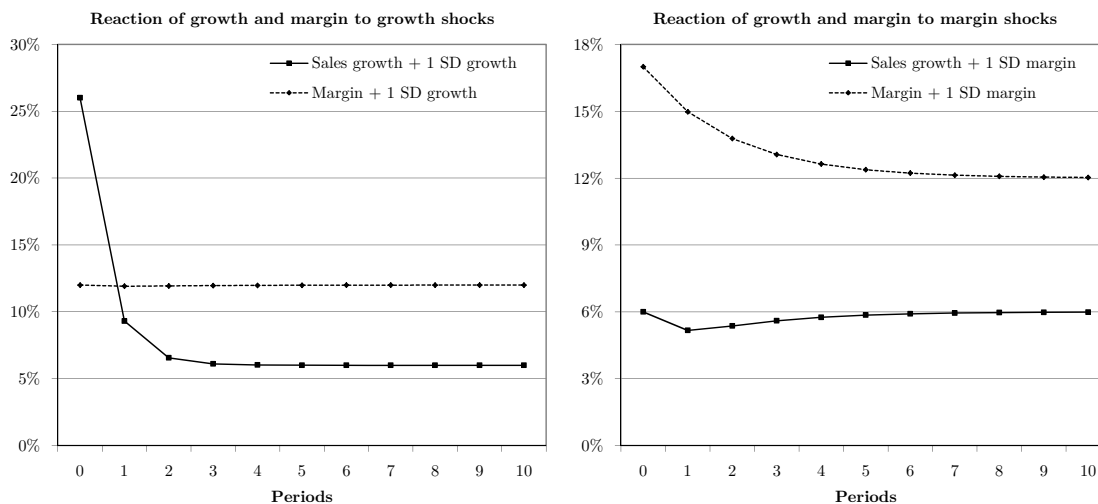 Reaction of growth and margin to growth shocks
30%
25%
20%
15%
10%
5%
0%
Sales growth + 1 SD growth
Margin + 1 SD growth
0 1 2 3 4 5 6 7 8 9 10
Periods
Reaction of growth and margin to margin shocks
18%
15%
12%
9%
6%
3%
0%
Sales growth + 1 SD margin
Margin + 1 SD margin
0 1 2 3 4 5 6 7 8 9 10
Periods